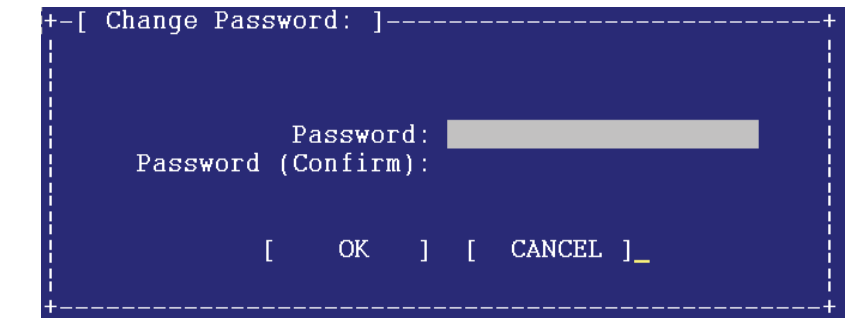 [ Change Password: ]
Password:
Password (Confirm):
[ OK ] [ CANCEL ]_